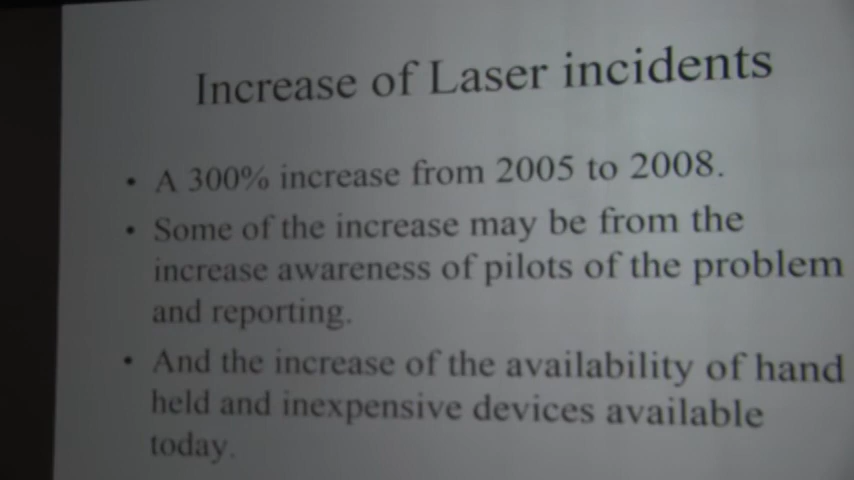 Increase of Laser incidents
• A 300% increase from 2005 to 2008.
• Some of the increase may be from the
increase awareness of pilots of the problem
and reporting.
• And the increase of the availability of hand
held and inexpensive devices available
today.